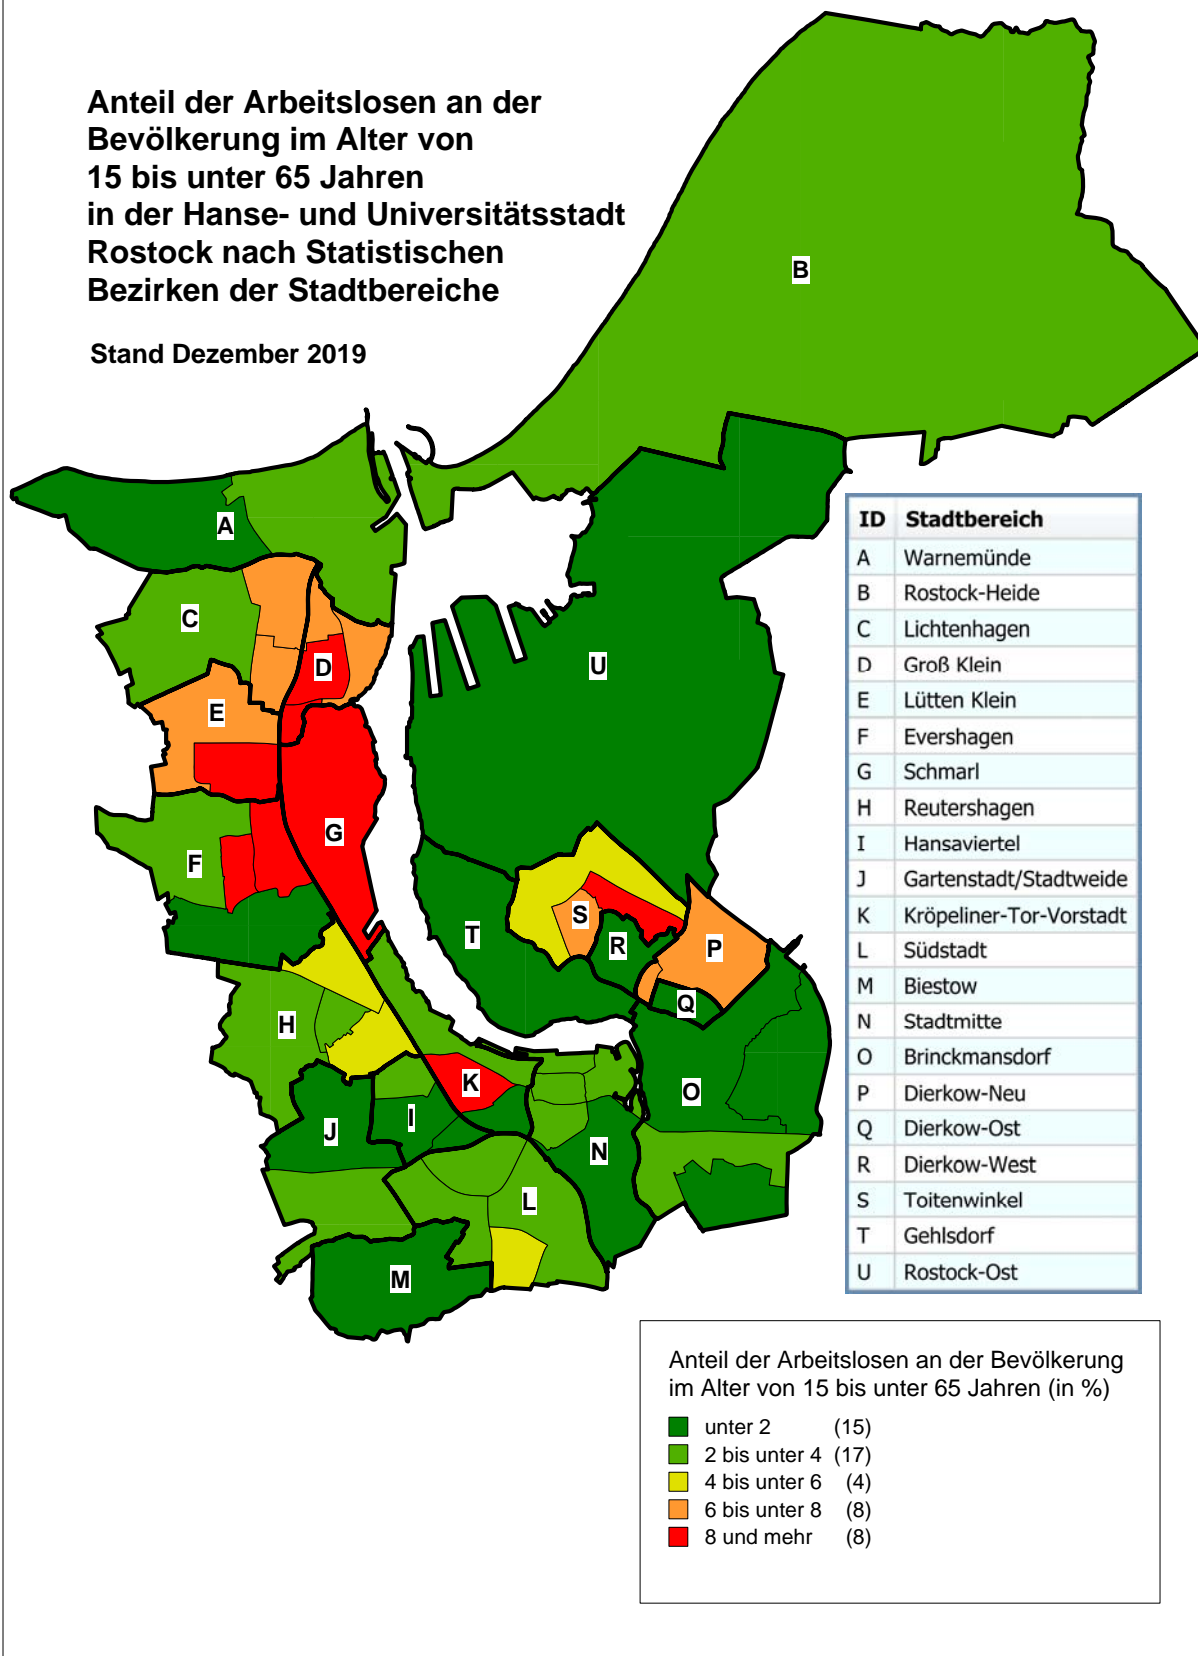 Anteil der Arbeitslosen an der
Bevölkerung im Alter von
15 bis unter 65 Jahren
in der Hanse- und Universitätsstadt
Rostock nach Statistischen
Bezirken der Stadtbereiche
Stand Dezember 2019
B
A
C
D
E
U
G
F
S
T
R
P
Q
H
K
O
J
I
N
L
M
ID Stadtbereich
A Warnemünde
B Rostock-Heide
C Lichtenhagen
D Groß Klein
E Lütten Klein
F Evershagen
G Schmarl
H Reutershagen
I Hansaviertel
J Gartenstadt/Stadtweide
K Kröpeliner-Tor-Vorstadt
L Südstadt
M Biestow
N Stadtmitte
O Brinckmansdorf
P Dierkow-Neu
Q Dierkow-Ost
R Dierkow-West
S Toitenwinkel
T Gehlsdorf
U Rostock-Ost
Anteil der Arbeitslosen an der Bevölkerung
im Alter von 15 bis unter 65 Jahren (in %)
unter 2 (15)
2 bis unter 4 (17)
4 bis unter 6 (4)
6 bis unter 8 (8)
8 und mehr (8)